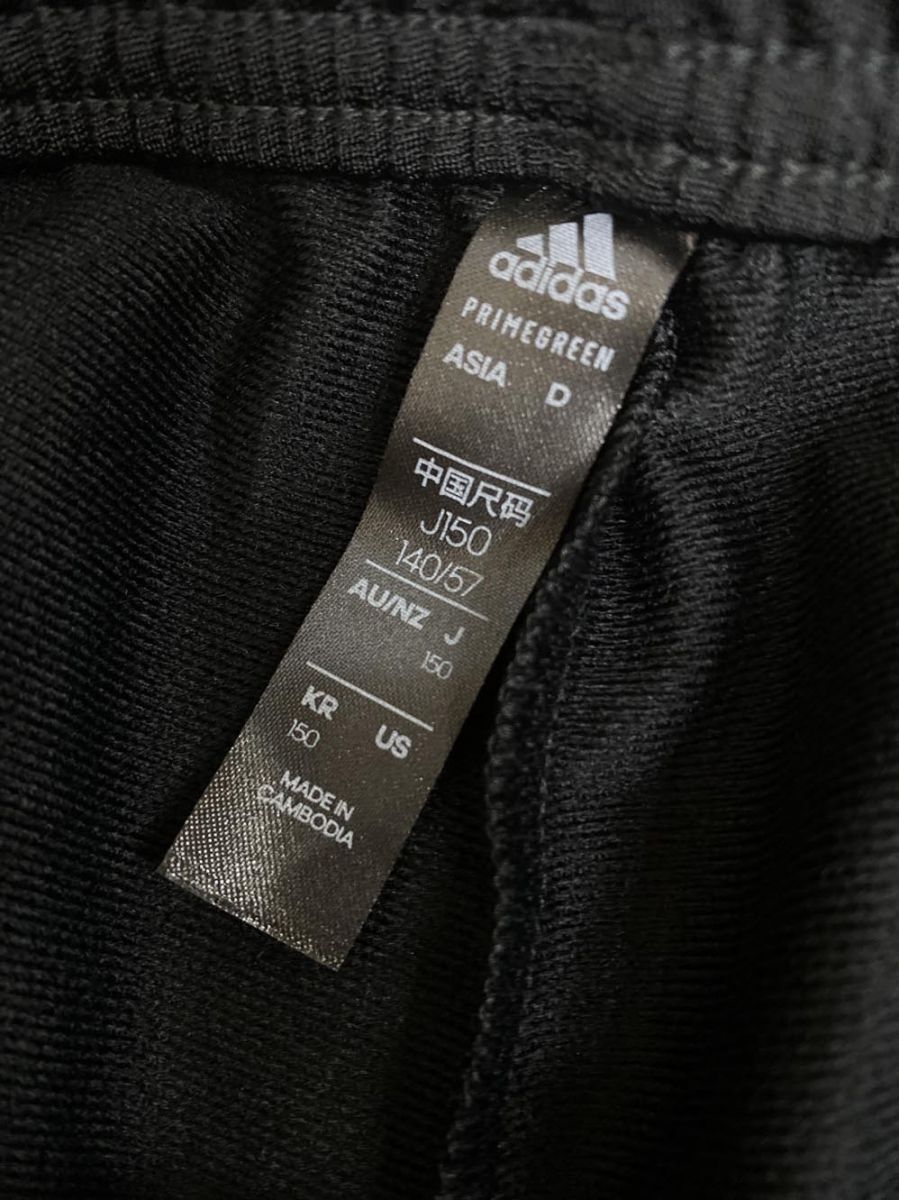 adidas
PRIMEGREEN
ASIA D
中国尺码
J150
140/57
AU/NZ J
150
KR US
150
MADE IN
CAMBODIA